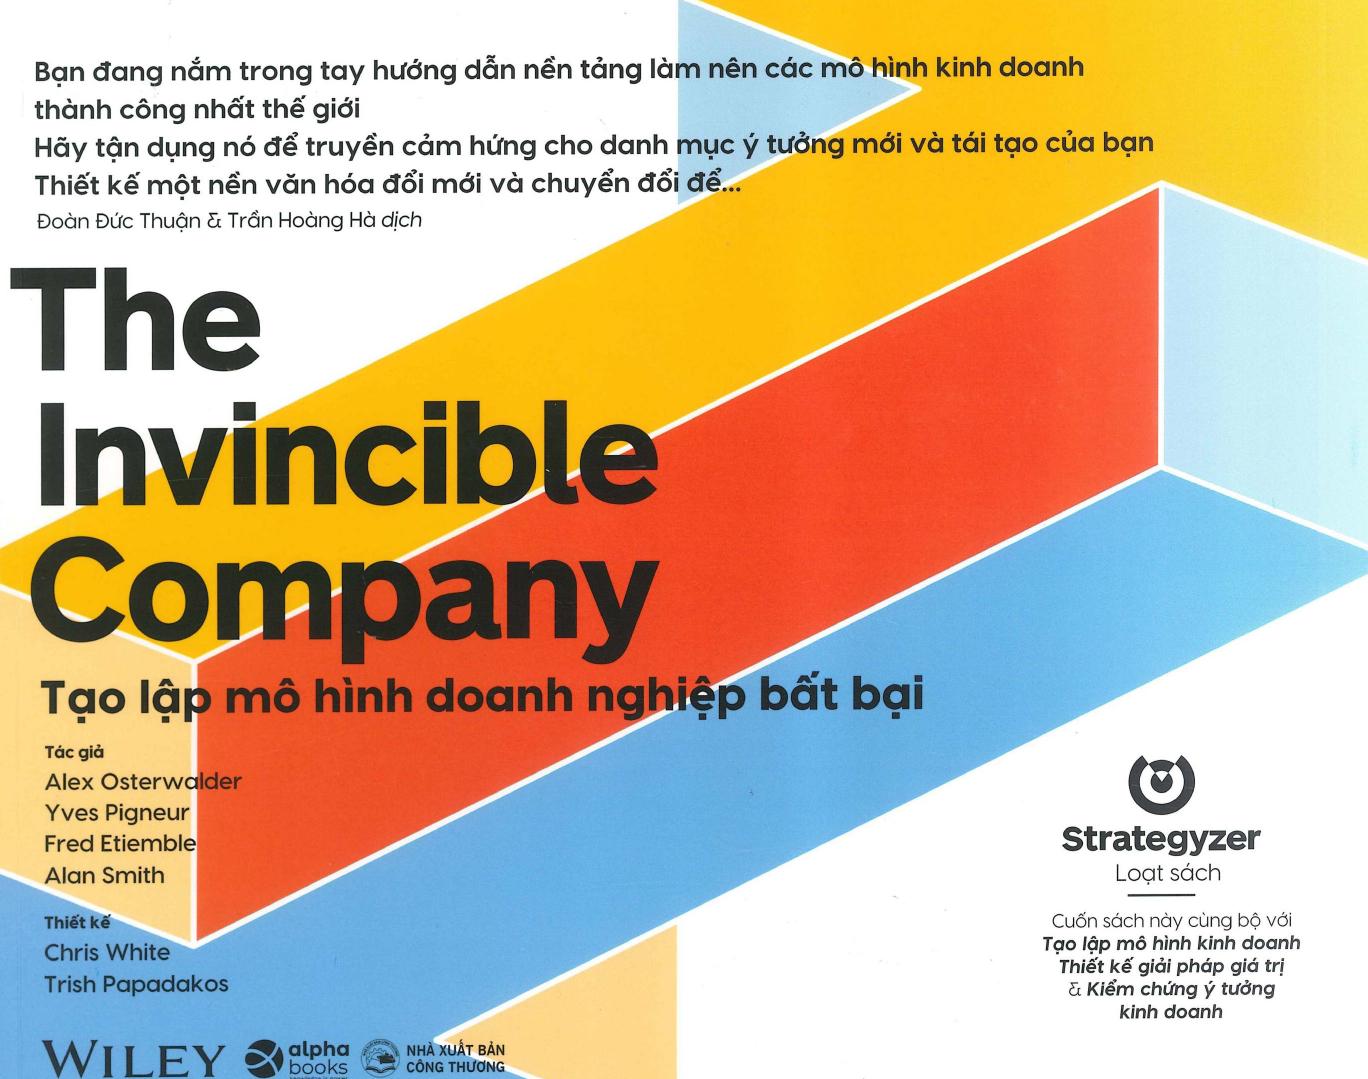 Bạn đang nắm trong tay hướng dẫn nền tảng làm nên các mô hình kinh doanh
thành công nhất thế giới
Hãy tận dụng nó để truyền cảm hứng cho danh mục ý tưởng mới và tái tạo của bạn
Thiết kế một nền văn hóa đổi mới và chuyển đổi để...
Đoàn Đức Thuận & Trần Hoàng Hà dịch
The
Invincible
Company
Tạo lập mô hình doanh nghiệp bất bại
Tác giả
Alex Osterwalder
Yves Pigneur
Fred Etiemble
Alan Smith
Thiết kế
Chris White
Trish Papadakos
WILEY
alpha
books
NHÀ XUẤT BẢN
CÔNG THƯƠNG
Strategyzer
Loạt sách
Cuốn sách này cùng bộ với
Tạo lập mô hình kinh doanh
Thiết kế giải pháp giá trị
& Kiểm chứng ý tưởng
kinh doanh